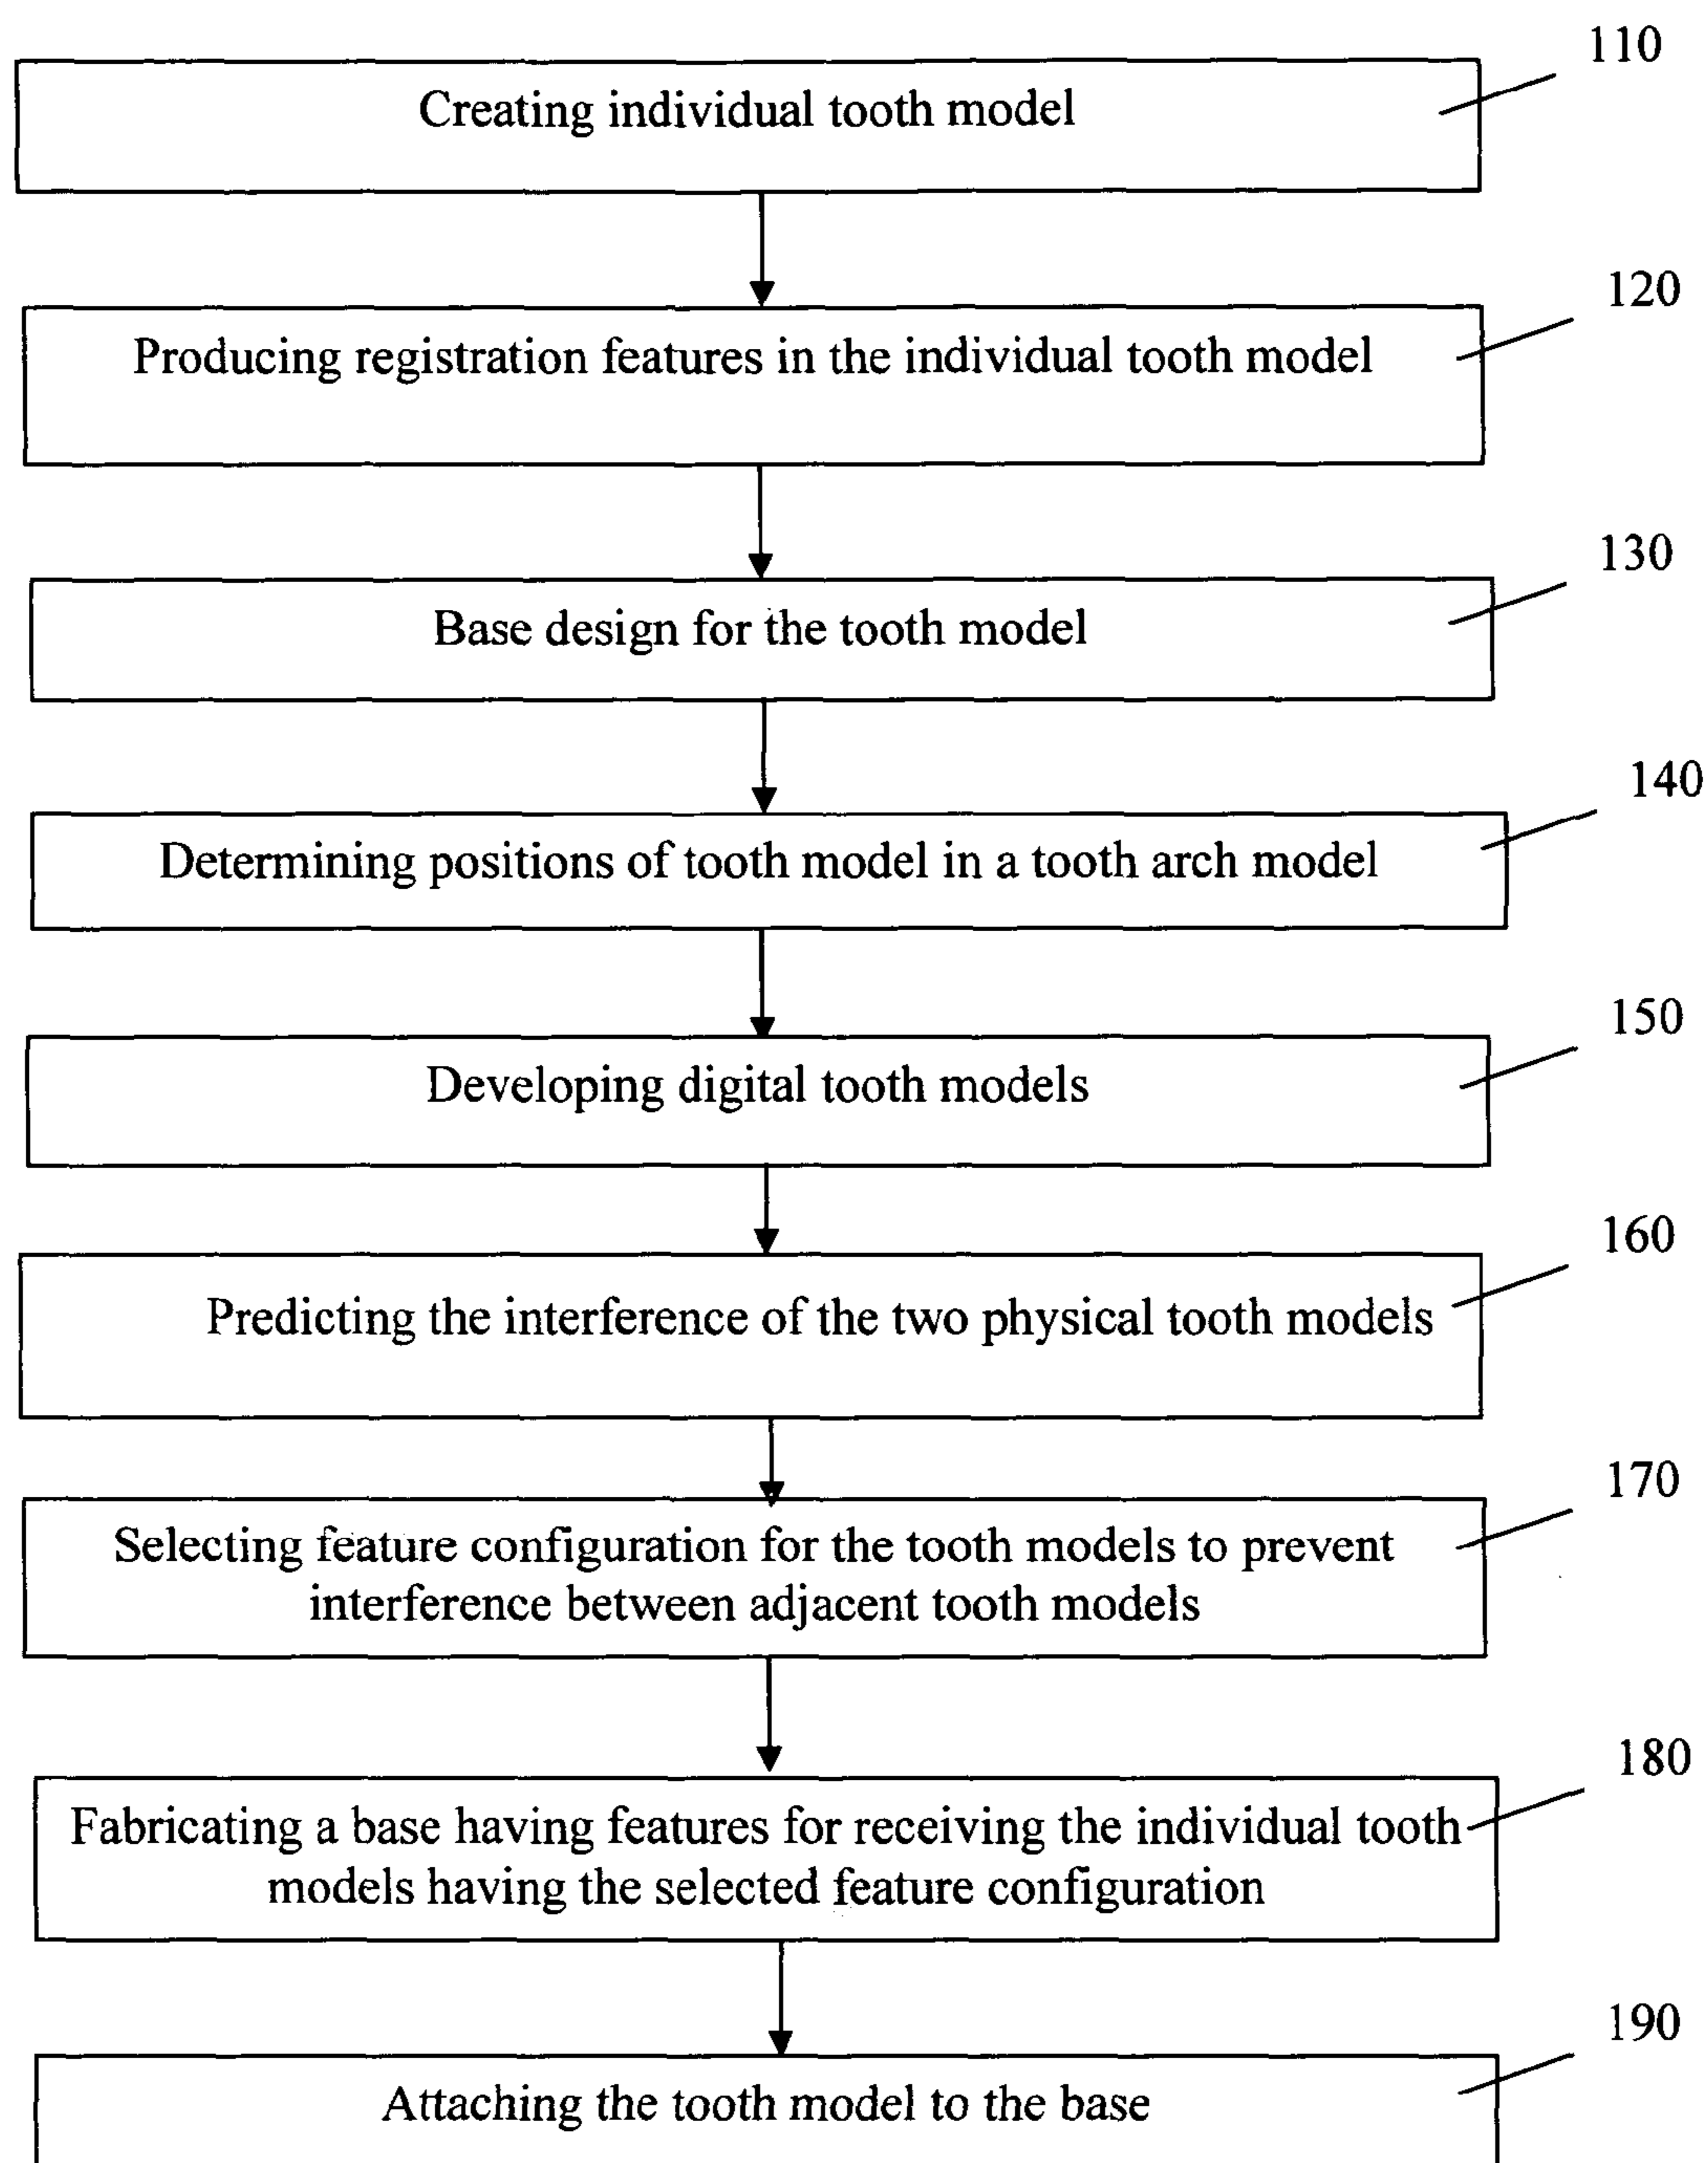 110
Creating individual tooth model
120
Producing registration features in the individual tooth model
130
Base design for the tooth model
140
Determining positions of tooth model in a tooth arch model
150
Developing digital tooth models
160
Predicting the interference of the two physical tooth models
170
Selecting feature configuration for the tooth models to prevent
interference between adjacent tooth models
180
Fabricating a base having features for receiving the individual tooth
models having the selected feature configuration
190
Attaching the tooth model to the base